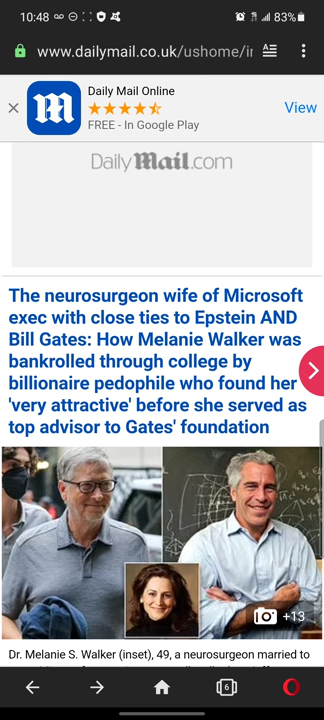 10:48
83%
www.dailymail.co.uk/ushome/ir
Daily Mail Online
FREE - In Google Play
View
Daily Mail.com
The neurosurgeon wife of Microsoft
exec with close ties to Epstein AND
Bill Gates: How Melanie Walker was
bankrolled through college by
billionaire pedophile who found her
'very attractive' before she served as
top advisor to Gates' foundation
+13
Dr. Melanie S. Walker (inset), 49, a neurosurgeon married to
6